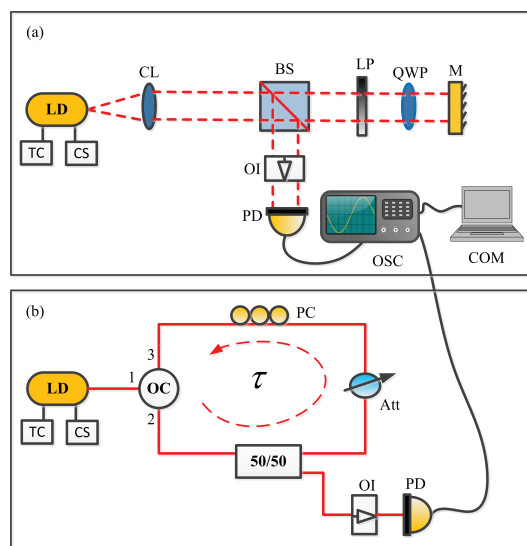 (a)
CL
BS
LP
QWP
M
LD
TC
CS
OI
PD
OSC
COM
(b)
PC
3
LD
1
OC
τ
2
Att
TC
CS
50/50
OI
PD